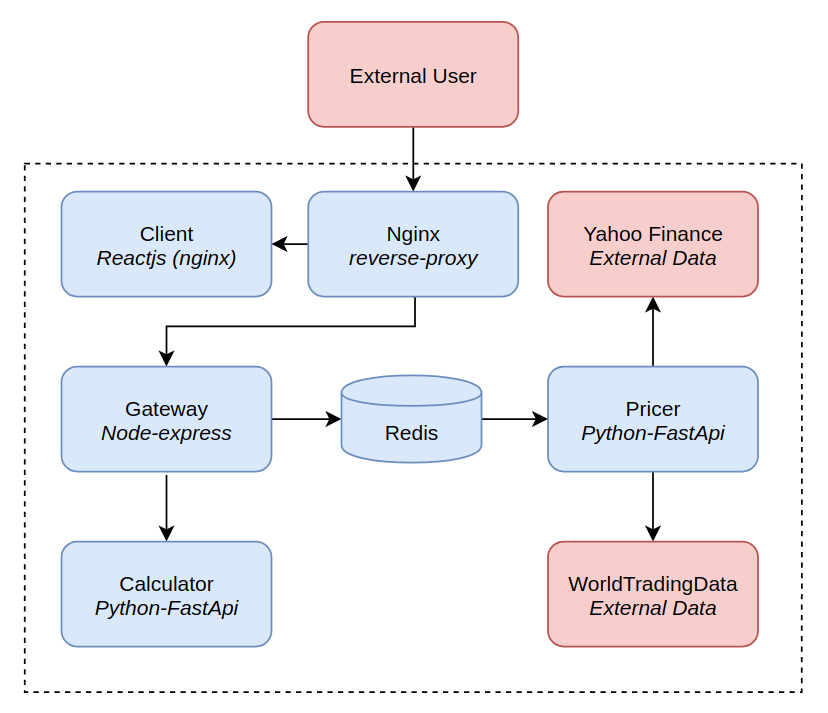 External User
Client
Reactjs (nginx)
Nginx
reverse-proxy
Yahoo Finance
External Data
Gateway
Node-express
Redis
Pricer
Python-FastApi
Calculator
Python-FastApi
WorldTradingData
External Data